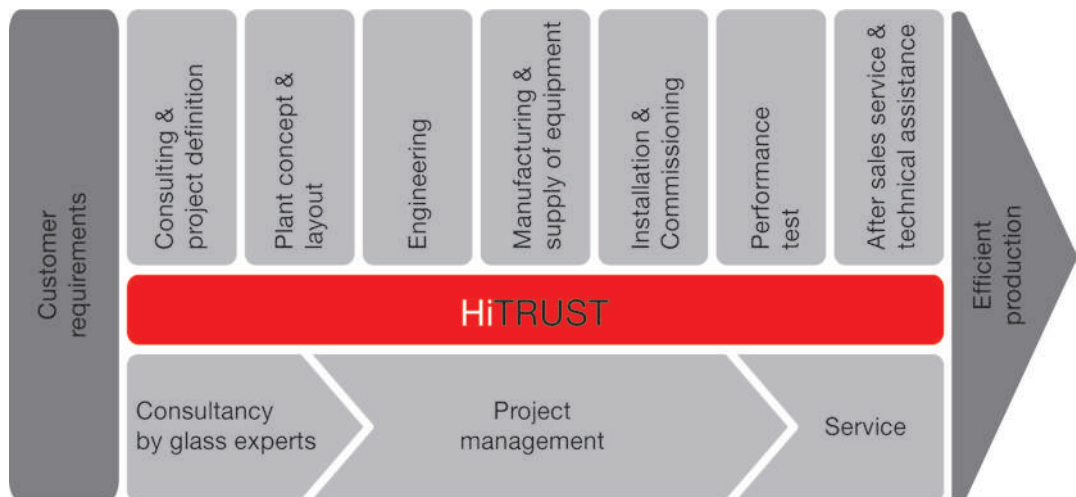 Customer
requirements
Consulting &
project definition
Plant concept &
layout
Engineering
Manufacturing &
supply of equipment
Installation &
Commissioning
Performance
test
After sales service &
technical assistance
Efficient
production
HiTRUST
Consultancy
by glass experts
Project
management
Service